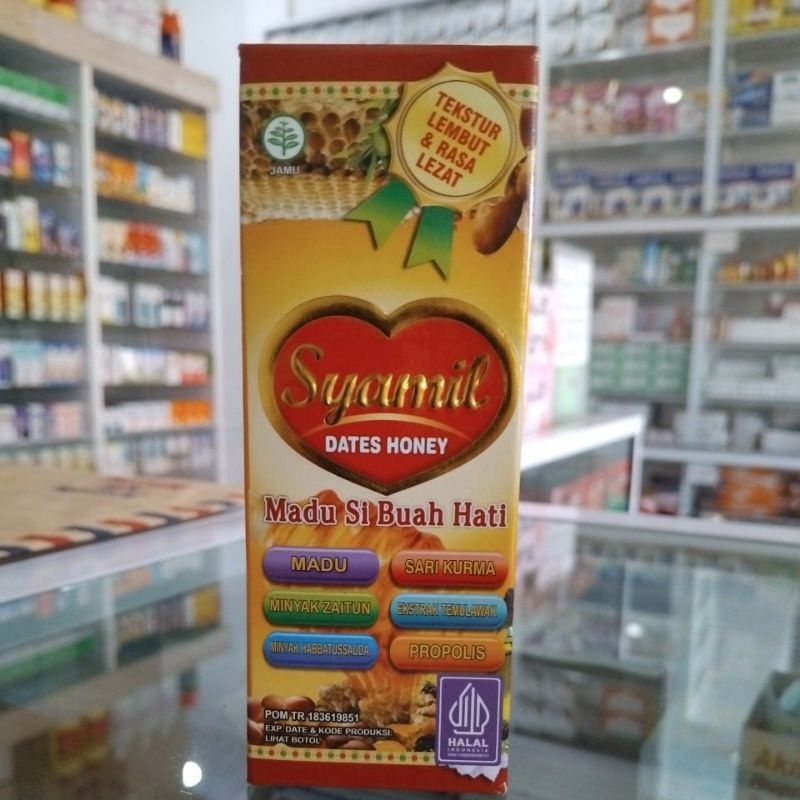 TEKSTUR
LEMBUT
& RASA
LEZAT
JAMU
Syamil
DATES HONEY
Madu Si Buah Hati
MADU
SARI KURMA
MINYAK ZAITUN
EKSTRAK TEMULAWAK
MINYAK HABBATUSSAUDA
PROPOLIS
POM TR 183619851
EXP. DATE & KODE PRODUKSI:
LIHAT BOTOL
HALAL
INDONESIA